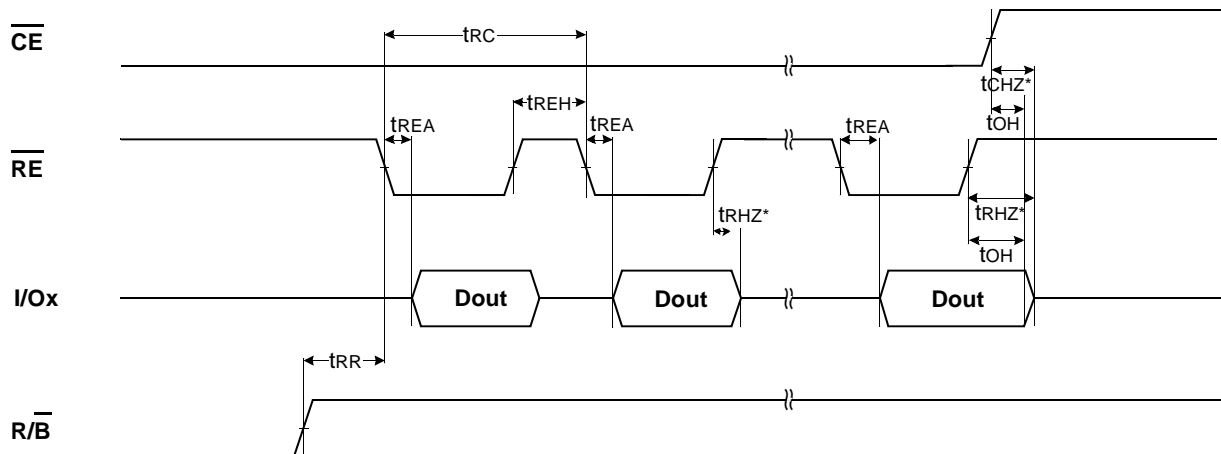 CE
tRC
tCHZ*
tREH
tOH
tREA
tREA
tREA
RE
tRHZ*
tRHZ*
tOH
I/Ox
Dout
Dout
Dout
tRR
R/B